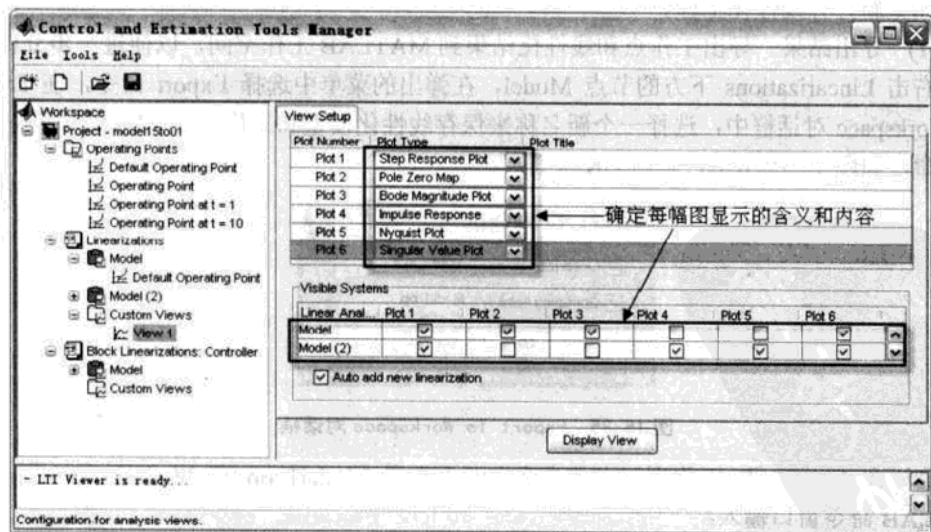 Control and Estimation Tools Manager
File Tools Help
Workspace
Project - model15to01
Operating Points
Default Operating Point
Operating Point
Operating Point at t = 1
Operating Point at t = 10
Linearizations
Model
Default Operating Point
Model (2)
Custom Views
View 1
Block Linearizations: Controller
Model
Custom Views
View Setup
Plot Number Plot Type Plot Title
Plot 1 Step Response Plot
Plot 2 Pole Zero Map
Plot 3 Bode Magnitude Plot
Plot 4 Impulse Response
Plot 5 Nyquist Plot
Plot 6 Singular Value Plot
确定每幅图显示的含义和内容
Visible Systems
Linear Anal... Plot 1 Plot 2 Plot 3 Plot 4 Plot 5 Plot 6
Model
Model (2)
Auto add new linearization
Display View
- LTI Viewer is ready.
Configuration for analysis views.